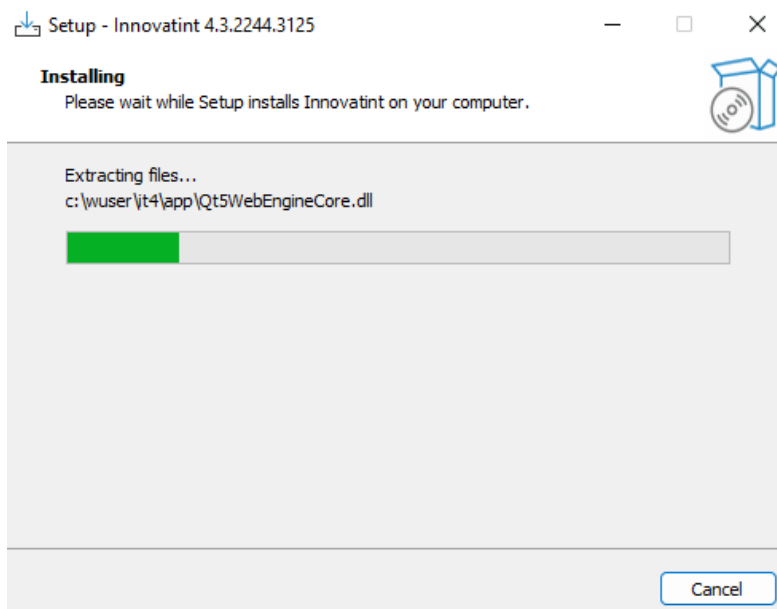 Setup - Innovatint 4.3.2244.3125
Installing
Please wait while Setup installs Innovatint on your computer.
Extracting files...
c:\wuser\it4\app\Qt5WebEngineCore.dll
Cancel